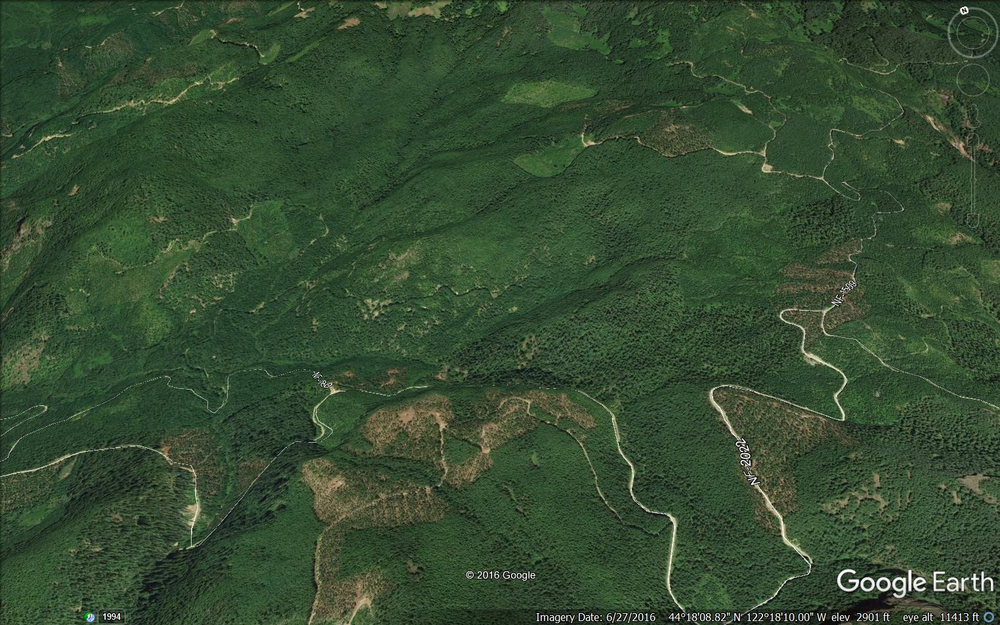 N
NF-1509
NF-2022
© 2016 Google
Google Earth
1994
Imagery Date: 6/27/2016 44°18'08.82" N 122°18'10.00" W elev 2901 ft eye alt 11413 ft